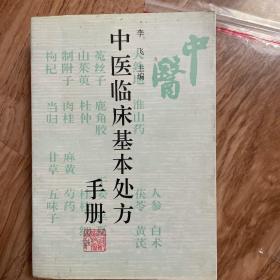 中醫
李飞 主编
中医临床基本处方
手册
淮山药
鹿角胶
菟丝子
杜仲
山茱萸
肉桂
制附子
当归
枸杞
麻黄
芍药
甘草
五味子
人参
白术
茯苓
黄芪